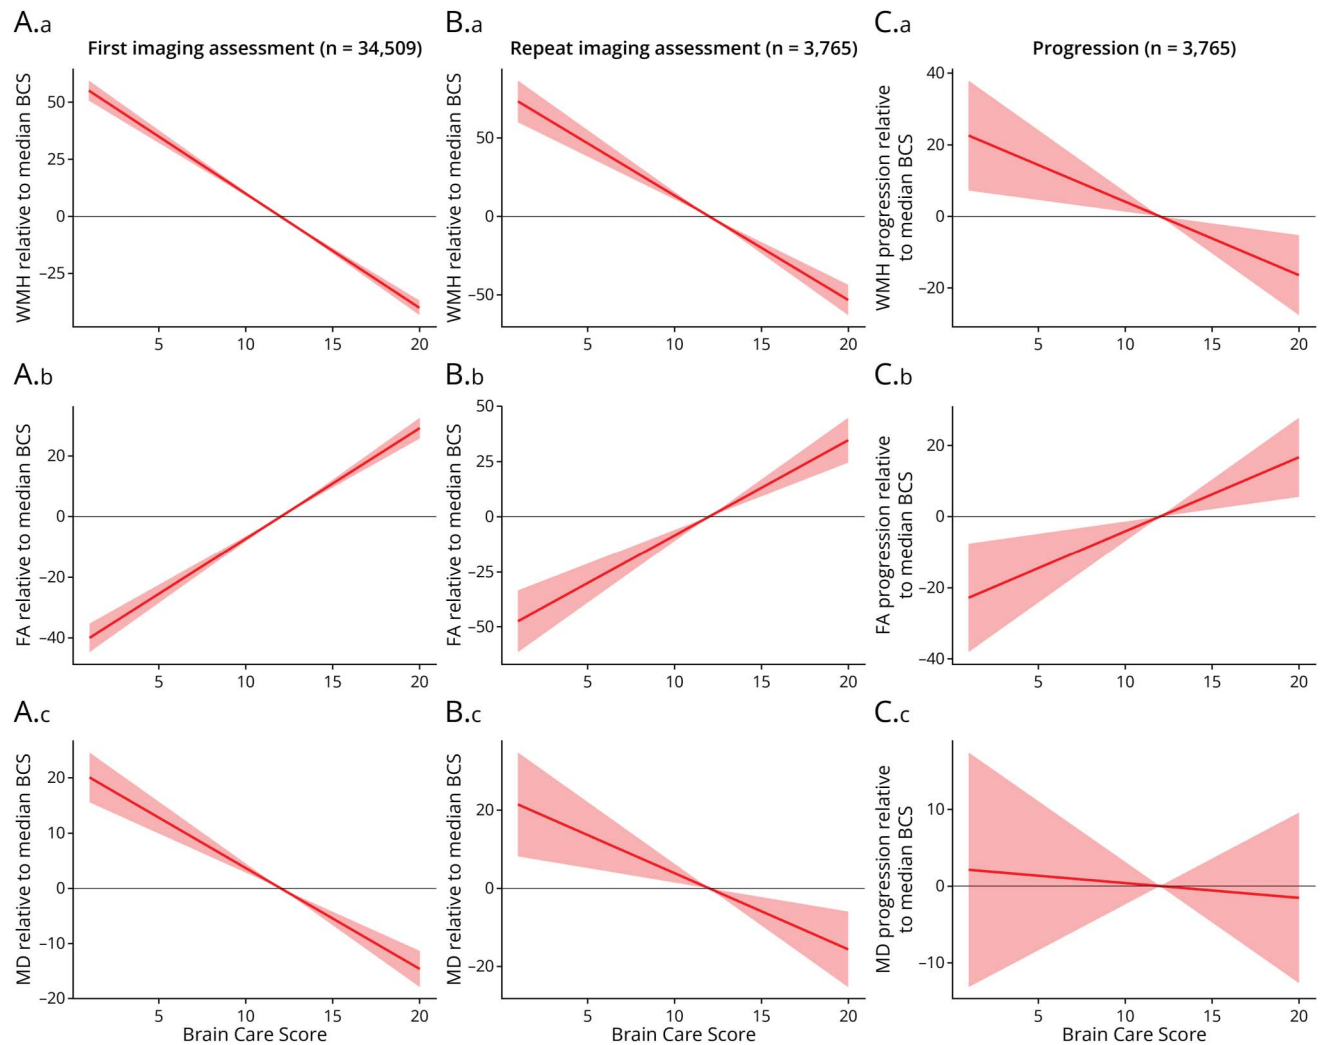 A.a
First imaging assessment (n = 34,509)
WMH relative to median BCS
50
25
0
−25
5 10 15 20
B.a
Repeat imaging assessment (n = 3,765)
WMH relative to median BCS
50
0
−50
5 10 15 20
C.a
Progression (n = 3,765)
WMH progression relative
to median BCS
40
20
0
−20
5 10 15 20
A.b
FA relative to median BCS
20
0
−20
−40
5 10 15 20
B.b
FA relative to median BCS
50
25
0
−25
−50
5 10 15 20
C.b
FA progression relative
to median BCS
20
0
−20
−40
5 10 15 20
A.c
MD relative to median BCS
20
10
0
−10
−20
5 10 15 20
Brain Care Score
B.c
MD relative to median BCS
20
0
−20
5 10 15 20
Brain Care Score
C.c
MD progression relative
to median BCS
10
0
−10
5 10 15 20
Brain Care Score